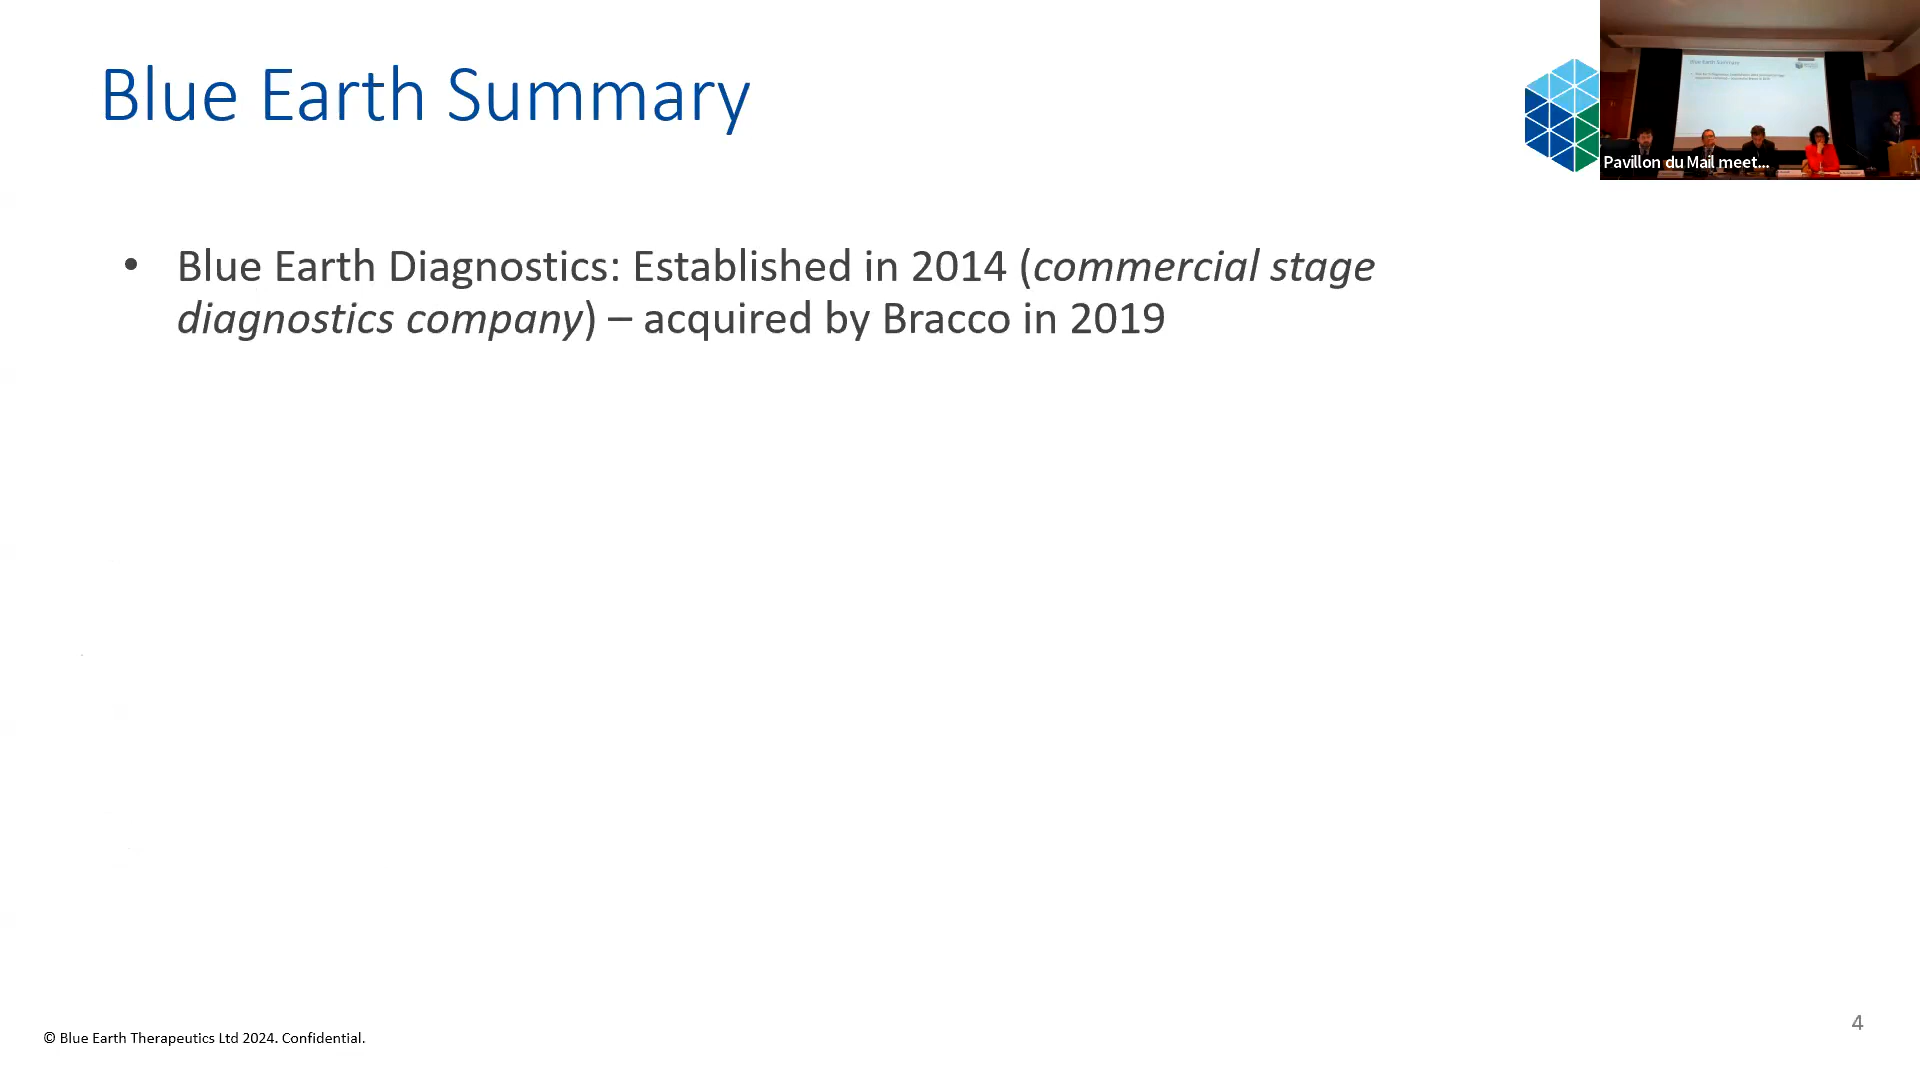 Blue Earth Summary
Pavillon du Mail meet...
• Blue Earth Diagnostics: Established in 2014 (commercial stage
diagnostics company) – acquired by Bracco in 2019
© Blue Earth Therapeutics Ltd 2024. Confidential.
4